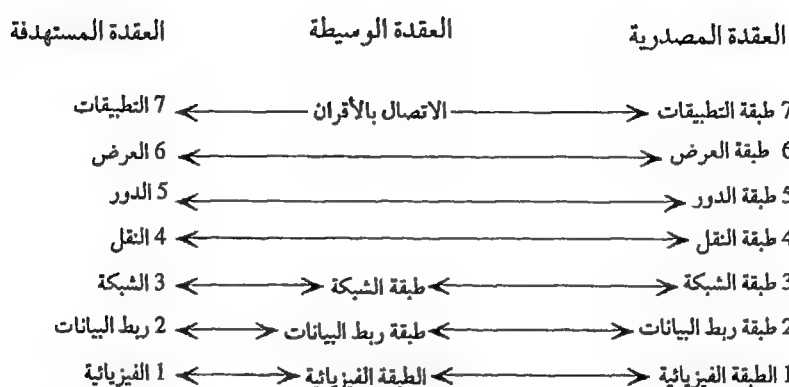 العقدة المصدرية العقدة الوسيطة العقدة المستهدفة
7 طبقة التطبيقات الاتصال بالأقران 7 التطبيقات
6 طبقة العرض 6 العرض
5 طبقة الدور 5 الدور
4 طبقة النقل 4 النقل
3 طبقة الشبكة طبقة الشبكة 3 الشبكة
2 طبقة ربط البيانات طبقة ربط البيانات 2 ربط البيانات
1 الطبقة الفيزيائية الطبقة الفيزيائية 1 الفيزيائية